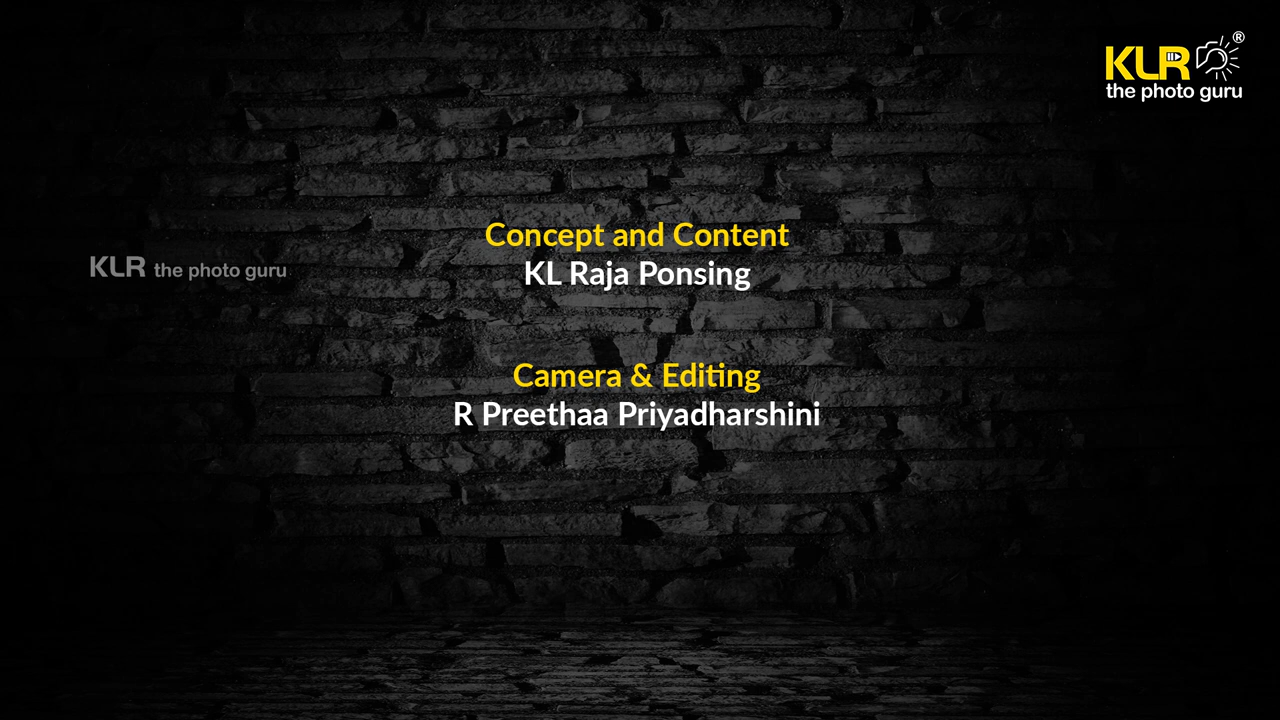 KLR ®
the photo guru
Concept and Content
KL Raja Ponsing
KLR the photo guru
Camera & Editing
R Preethaa Priyadharshini